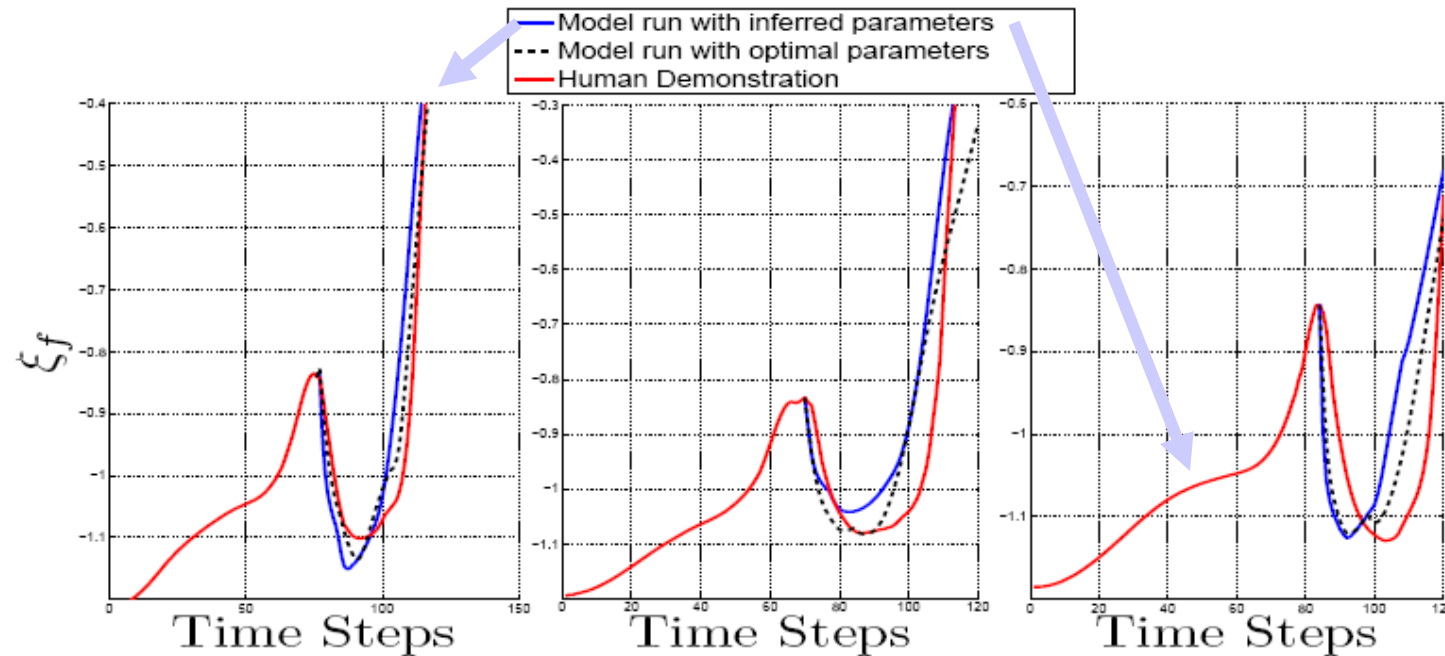 Model run with inferred parameters
Model run with optimal parameters
Human Demonstration
ξf
-0.4
-0.5
-0.6
-0.7
-0.8
-0.9
-1
-1.1
0 50 100 150
Time Steps
-0.3
-0.4
-0.5
-0.6
-0.7
-0.8
-0.9
-1
-1.1
0 20 40 60 80 100 120
Time Steps
-0.6
-0.7
-0.8
-0.9
-1
-1.1
0 20 40 60 80 100
Time Steps